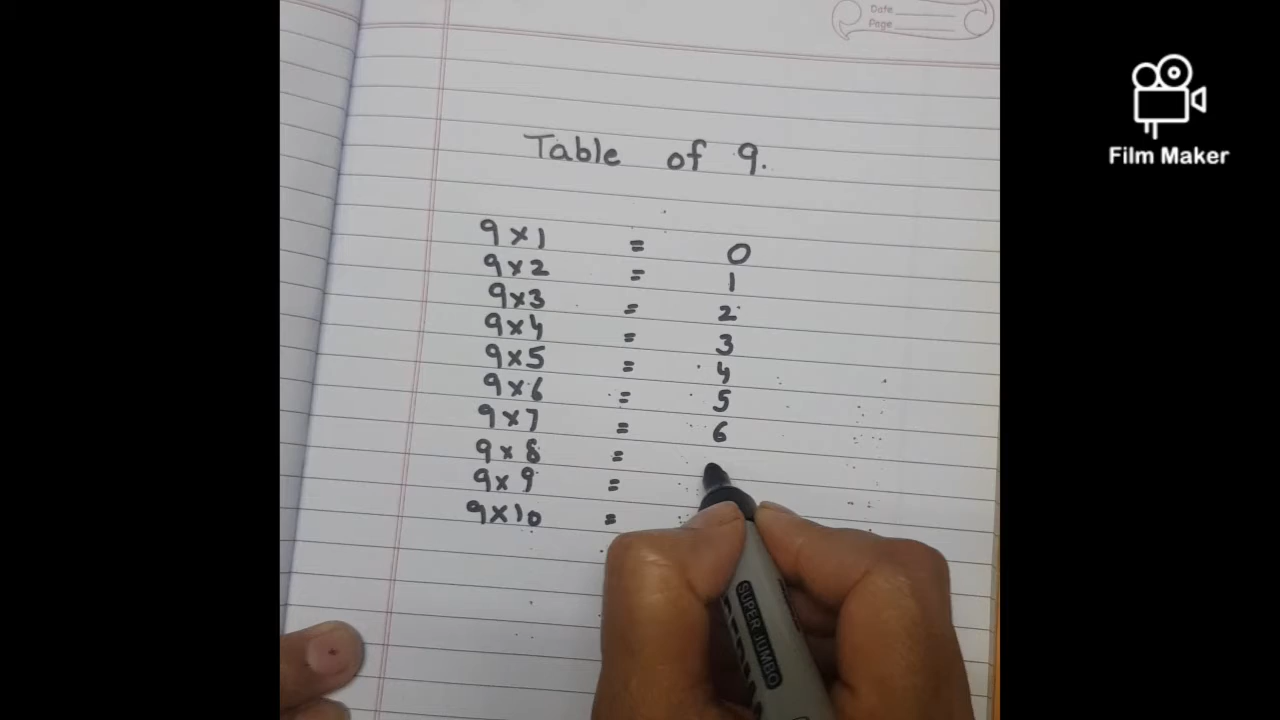 Date
Page
Film Maker
Table of 9.
9 x 1 = 0
9 x 2 = 1
9 x 3 = 2
9 x 4 = 3
9 x 5 = 4
9 x 6 = 5
9 x 7 = 6
9 x 8 =
9 x 9 =
9 x 10 =
SUPER JUMBO